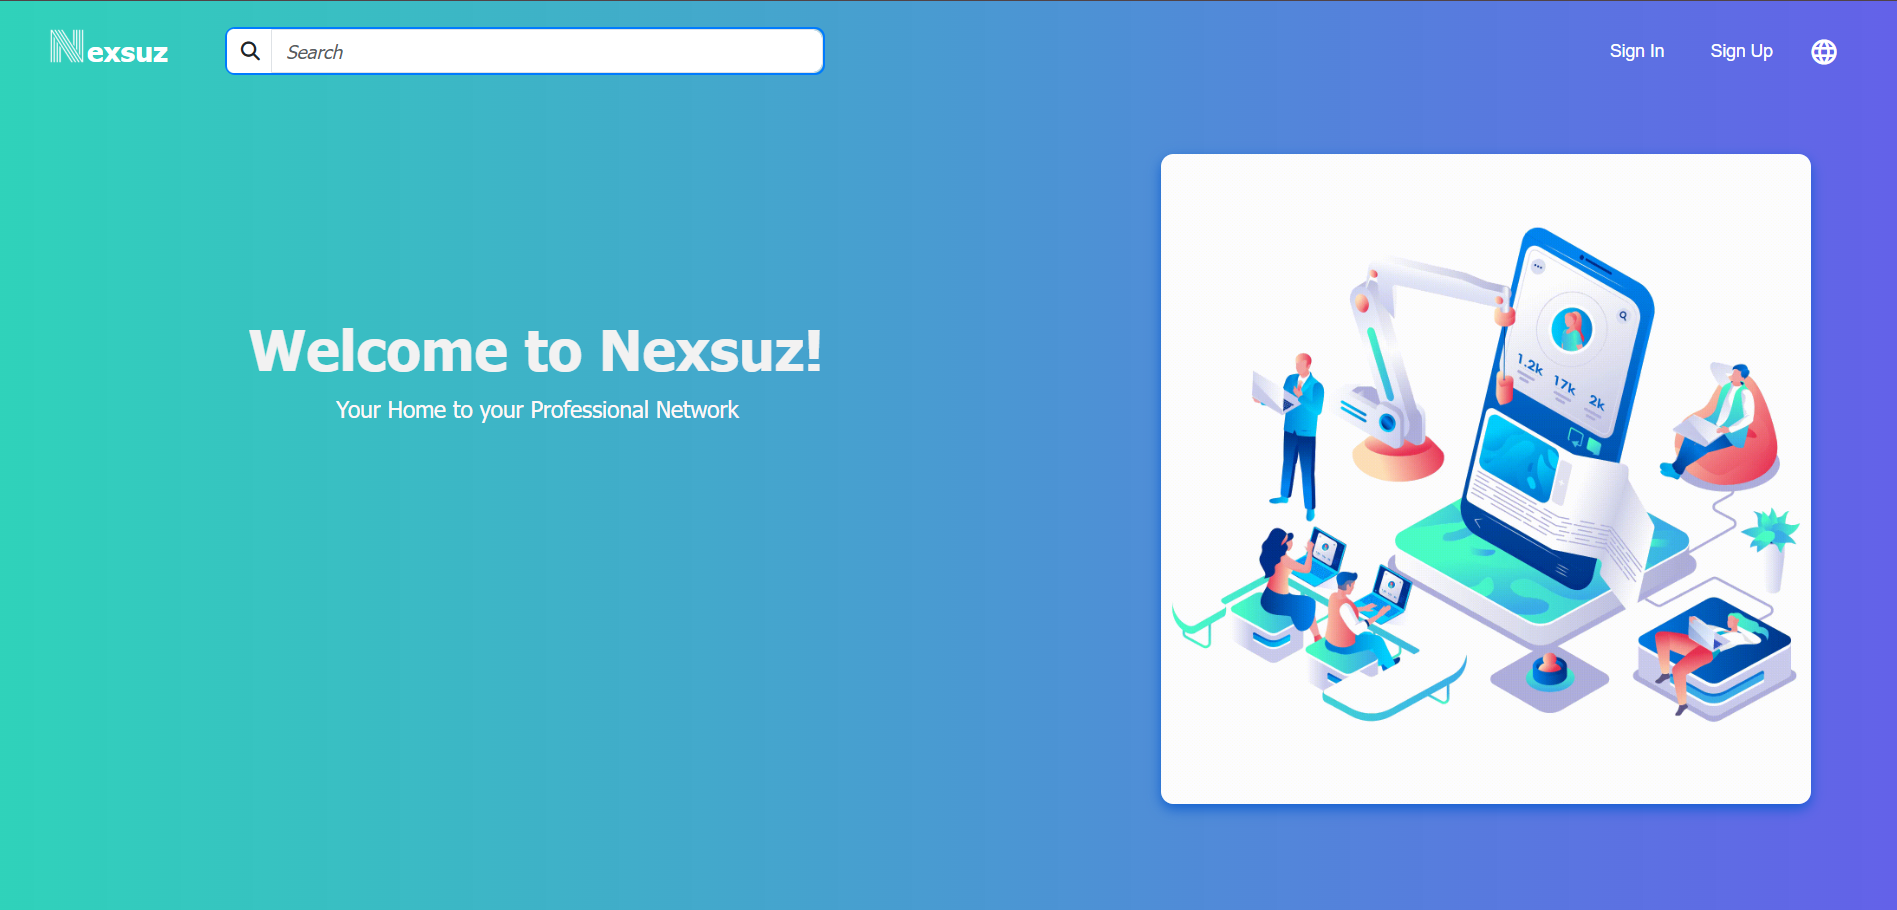 Nexsuz
Search
Sign In
Sign Up
Welcome to Nexsuz!
Your Home to your Professional Network
1.2k
17k
2k